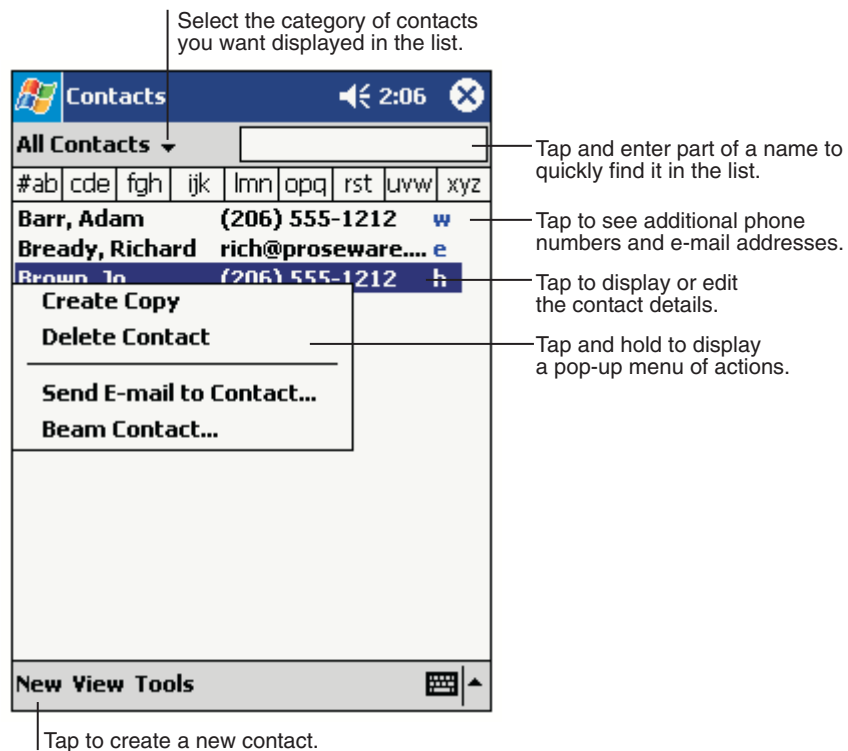 Select the category of contacts
you want displayed in the list.
Contacts 2:06
All Contacts
Tap and enter part of a name to
quickly find it in the list.
#ab cde fgh ijk lmn opq rst uvw xyz
Barr, Adam (206) 555-1212 w
Tap to see additional phone
numbers and e-mail addresses.
Bready, Richard rich@proseware.... e
Brown, Jo (206) 555-1212 h
Tap to display or edit
the contact details.
Create Copy
Delete Contact
Tap and hold to display
a pop-up menu of actions.
Send E-mail to Contact...
Beam Contact...
New View Tools
Tap to create a new contact.